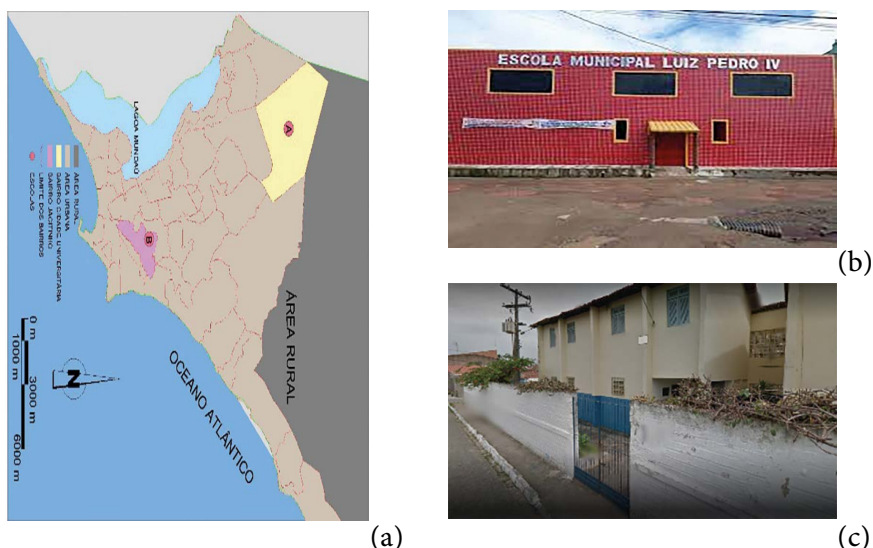 LAGOA MUNDAÚ
A
B
ÁREA RURAL
ÁREA URBANA
BAIRRO CIDADE UNIVERSITÁRIA
BAIRRO JACITINHO
LIMITE DOS BAIRROS
ESCOLAS
0 m
1000 m
3000 m
6000 m
N
OCEANO ATLÂNTICO
ÁREA RURAL
(a)
ESCOLA MUNICIPAL LUIZ PEDRO IV
(b)
(c)